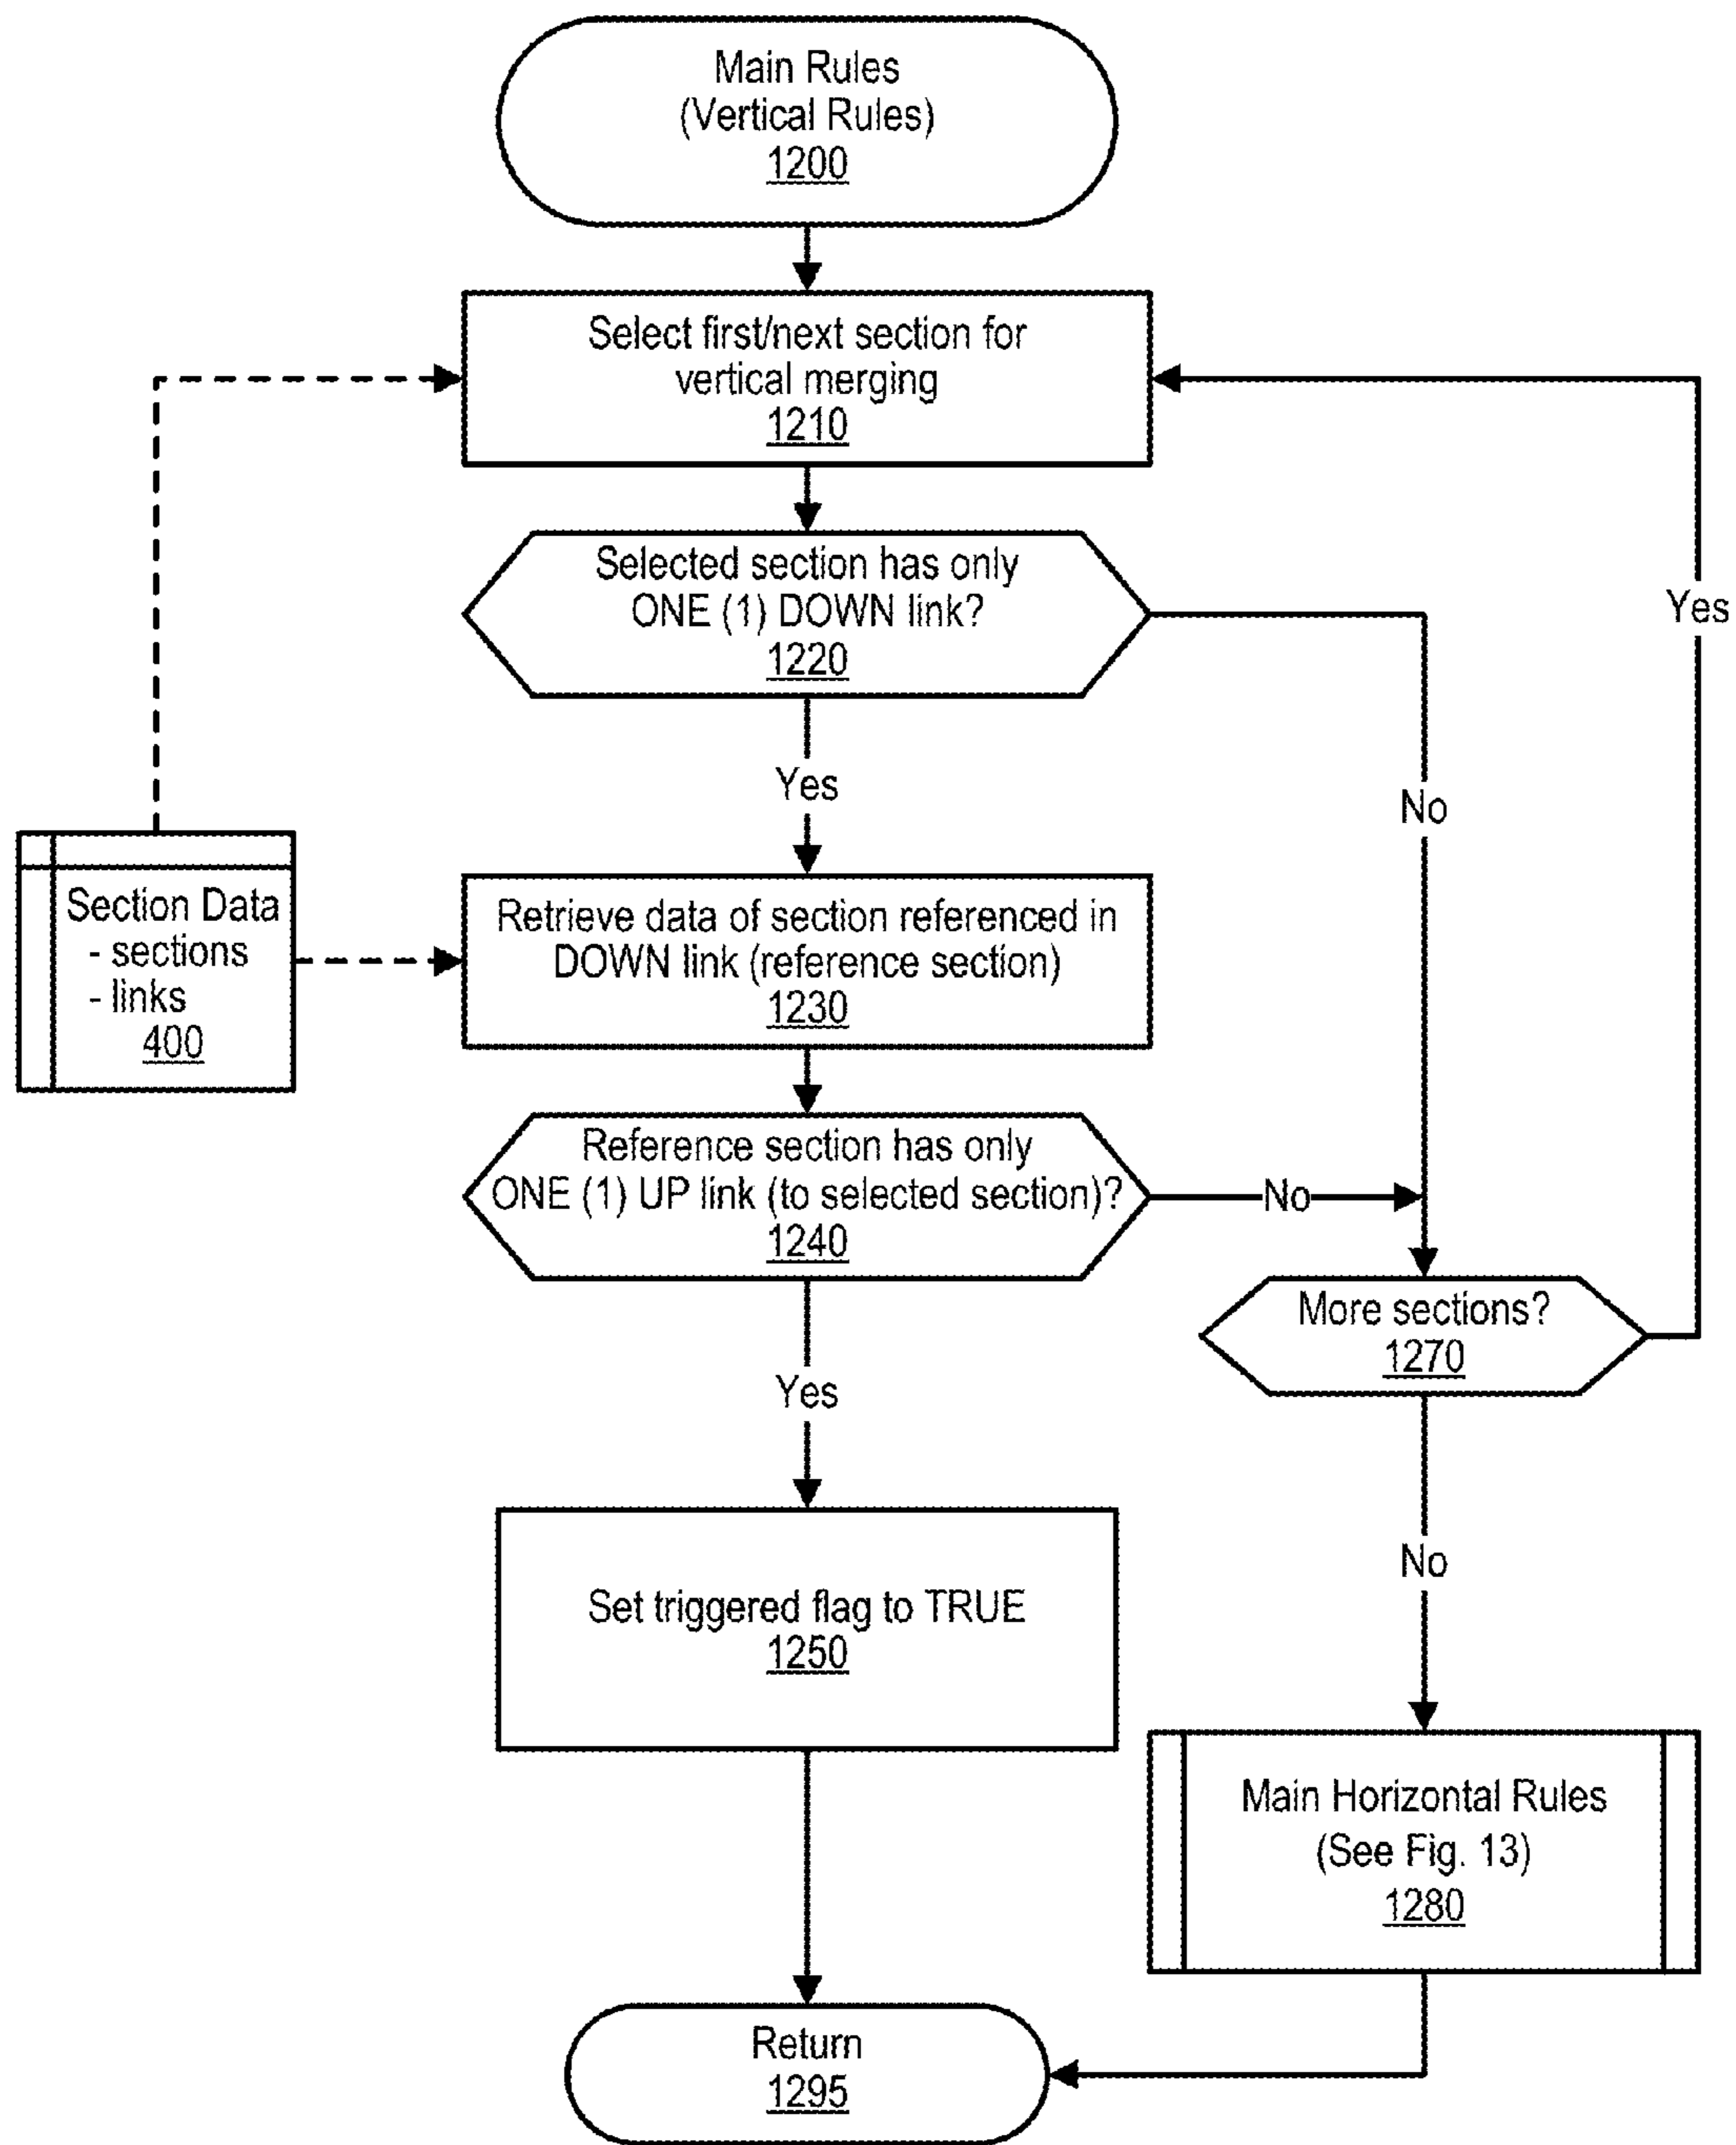 Main Rules
(Vertical Rules)
1200
Select first/next section for
vertical merging
1210
Selected section has only
ONE (1) DOWN link?
1220
Yes
No
Yes
Section Data
- sections
- links
400
Retrieve data of section referenced in
DOWN link (reference section)
1230
Reference section has only
ONE (1) UP link (to selected section)?
1240
No
More sections?
1270
Yes
No
Set triggered flag to TRUE
1250
Main Horizontal Rules
(See Fig. 13)
1280
Return
1295